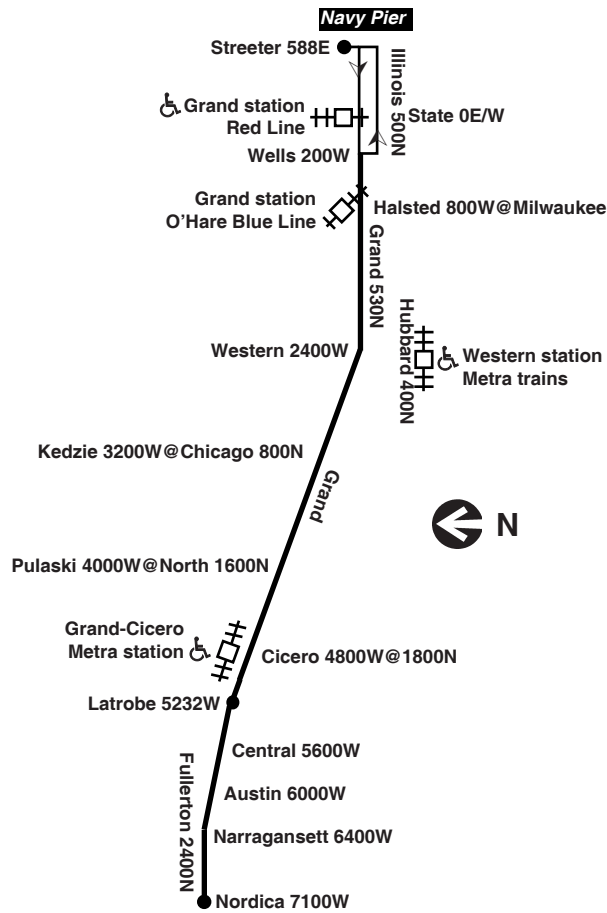 Navy Pier
Streeter 588E
Illinois 500N
Grand station
Red Line
State 0E/W
Wells 200W
Grand station
O'Hare Blue Line
Halsted 800W@Milwaukee
Grand 530N
Hubbard 400N
Western 2400W
Western station
Metra trains
Kedzie 3200W@Chicago 800N
Grand
N
Pulaski 4000W@North 1600N
Grand-Cicero
Metra station
Cicero 4800W@1800N
Latrobe 5232W
Central 5600W
Fullerton 2400N
Austin 6000W
Narragansett 6400W
Nordica 7100W